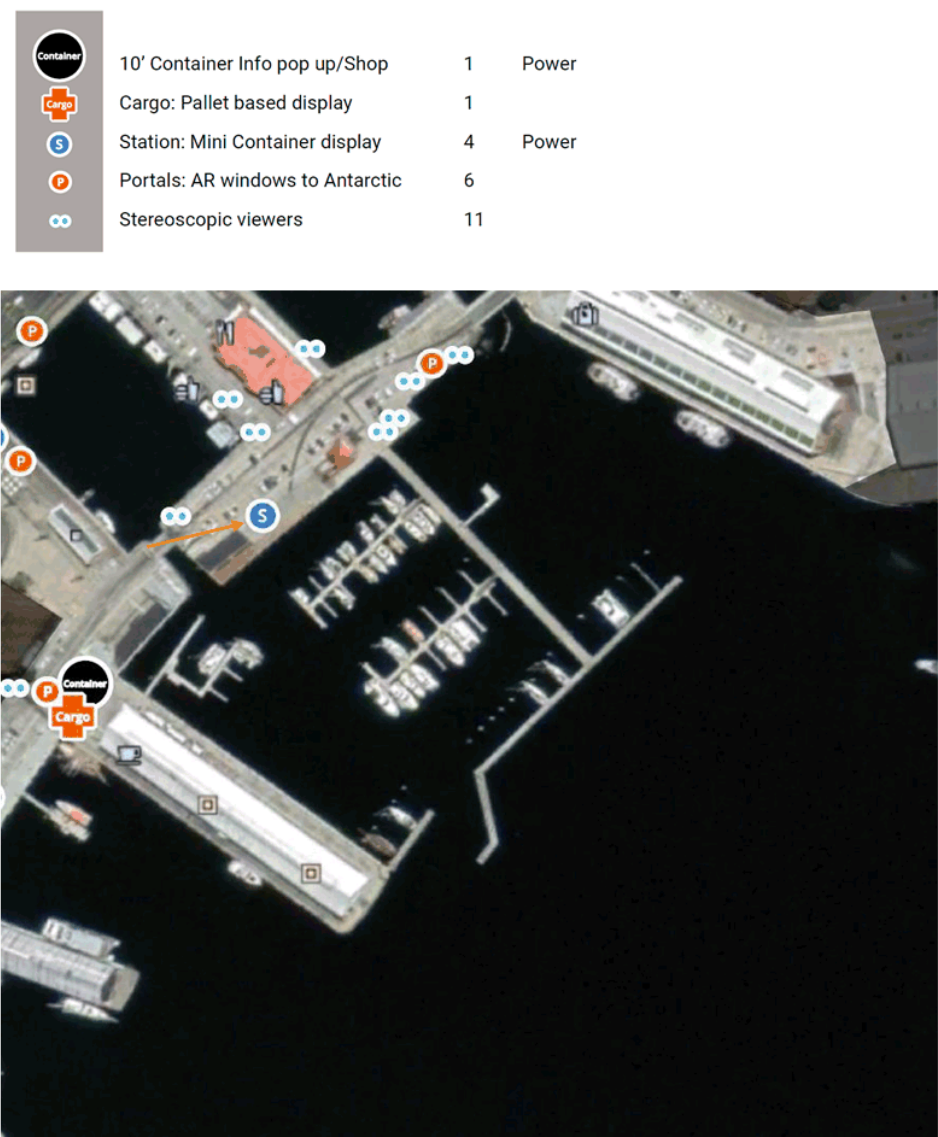 Container
10’ Container Info pop up/Shop 1 Power
Cargo
Cargo: Pallet based display 1
S
Station: Mini Container display 4 Power
P
Portals: AR windows to Antarctic 6
Stereoscopic viewers 11
P
P
P
S
P
Container
Cargo